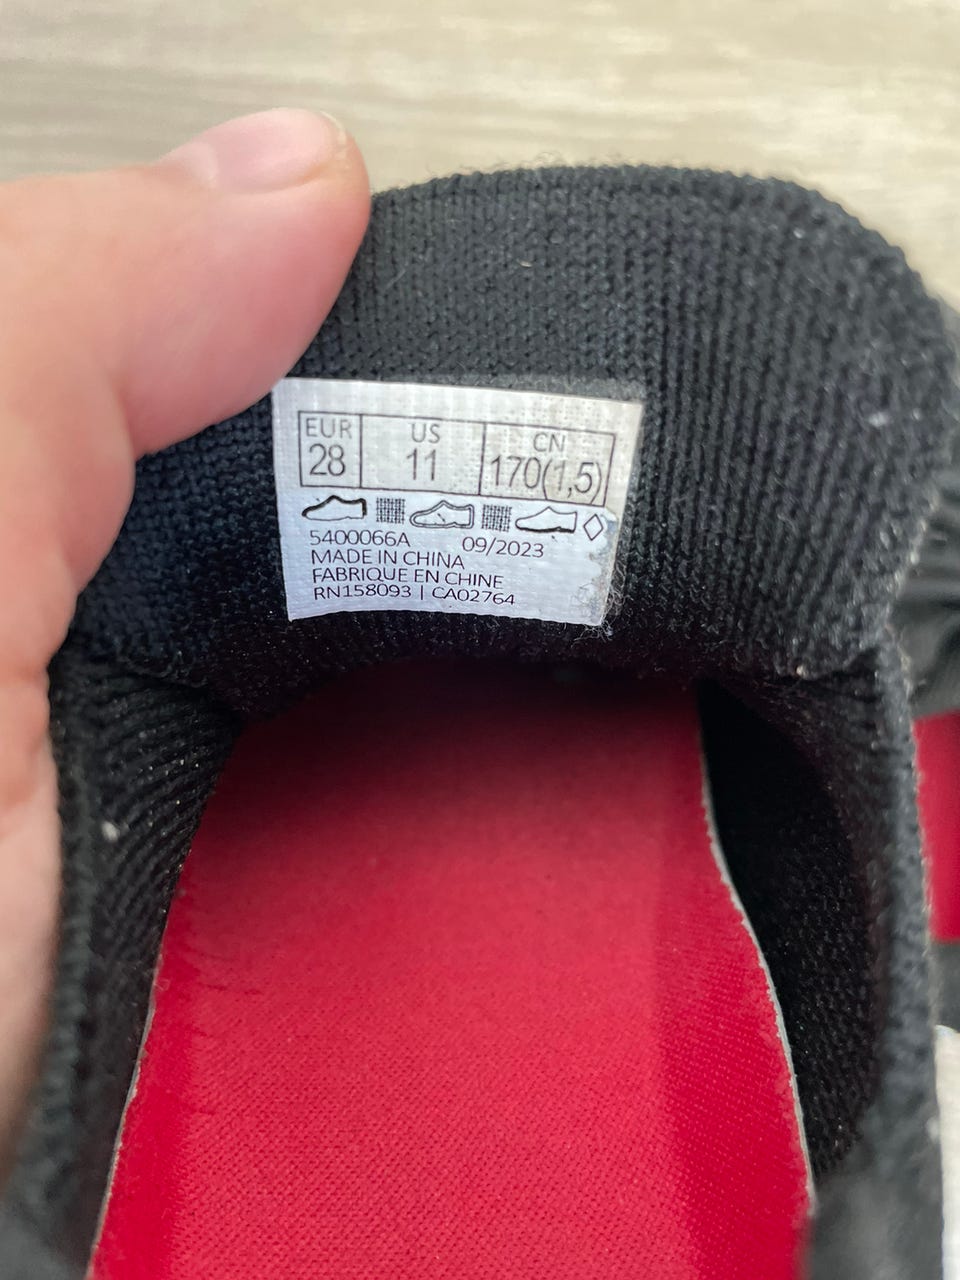 EUR US CN
28 11 170(1,5)
5400066A 09/2023
MADE IN CHINA
FABRIQUE EN CHINE
RN158093 | CA02764